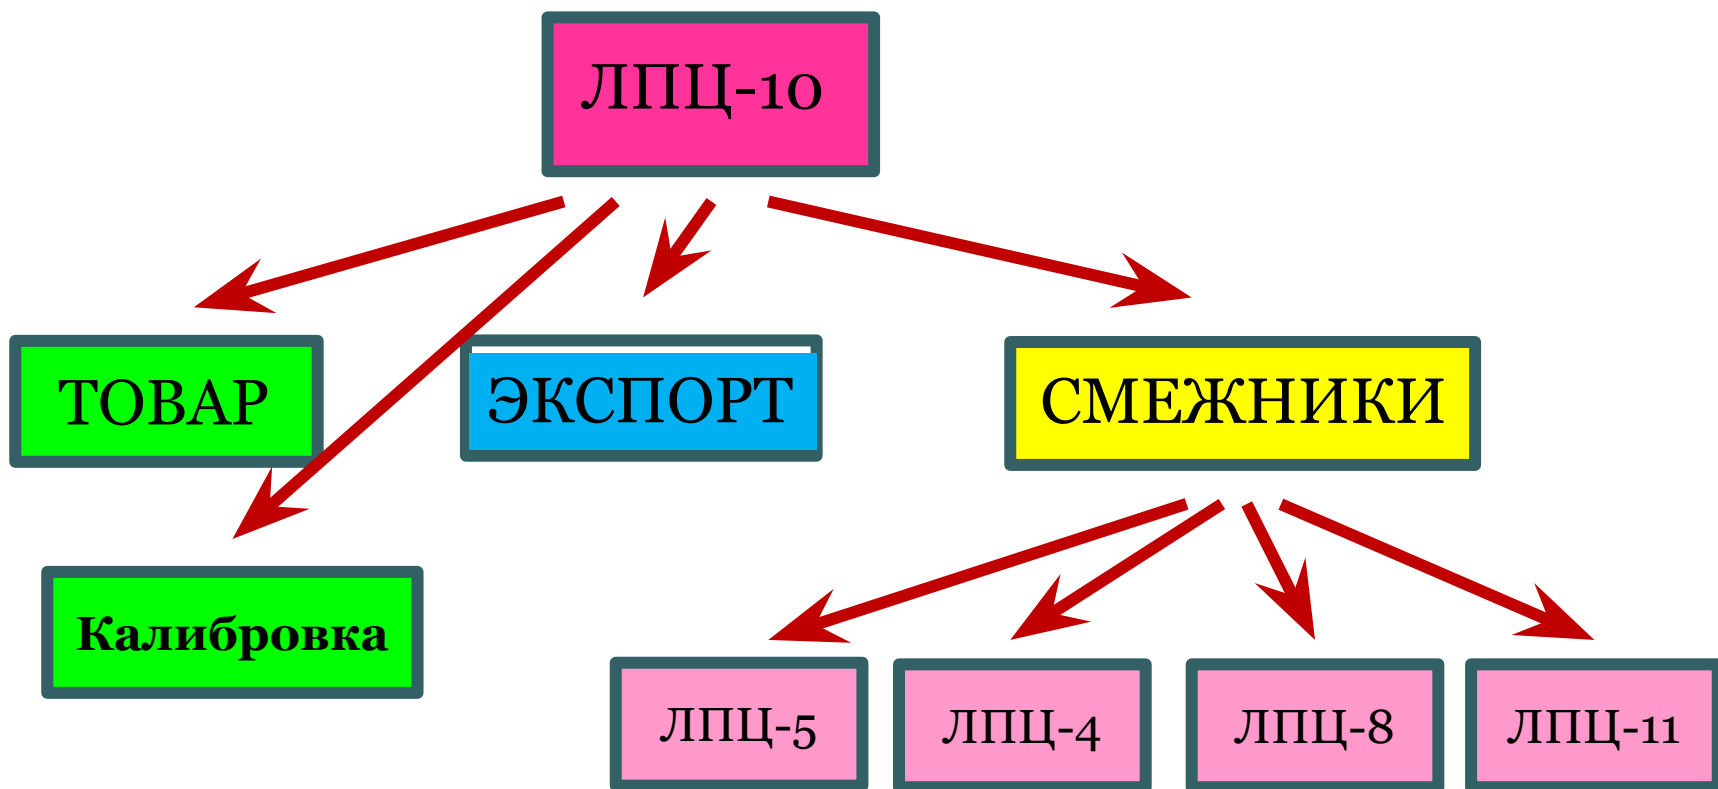 ЛПЦ-10
ТОВАР
ЭКСПОРТ
СМЕЖНИКИ
Калибровка
ЛПЦ-5
ЛПЦ-4
ЛПЦ-8
ЛПЦ-11